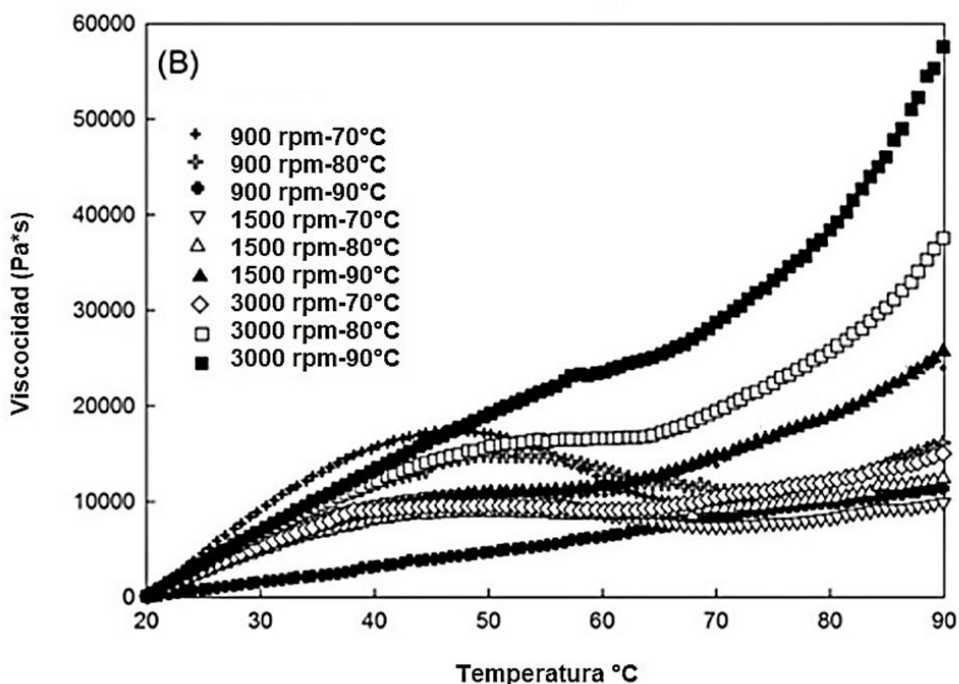 60000
(B)
50000
900 rpm-70°C
900 rpm-80°C
900 rpm-90°C
1500 rpm-70°C
1500 rpm-80°C
1500 rpm-90°C
3000 rpm-70°C
3000 rpm-80°C
3000 rpm-90°C
40000
30000
20000
10000
0
Viscocidad (Pa*s)
20 30 40 50 60 70 80 90
Temperatura °C